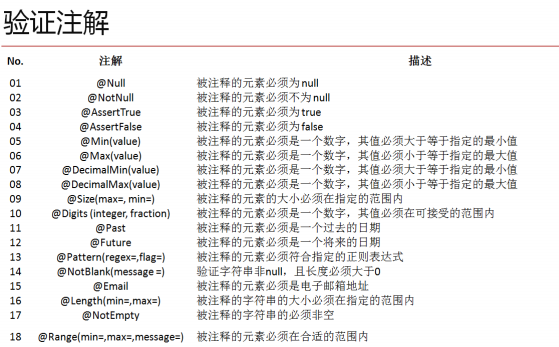 验证注解
No. 注解 描述
01 @Null 被注释的元素必须为null
02 @NotNull 被注释的元素必须不为null
03 @AssertTrue 被注释的元素必须为true
04 @AssertFalse 被注释的元素必须为false
05 @Min(value) 被注释的元素必须是一个数字，其值必须大于等于指定的最小值
06 @Max(value) 被注释的元素必须是一个数字，其值必须小于等于指定的最大值
07 @DecimalMin(value) 被注释的元素必须是一个数字，其值必须大于等于指定的最小值
08 @DecimalMax(value) 被注释的元素必须是一个数字，其值必须小于等于指定的最大值
09 @Size(max=, min=) 被注释的元素的大小必须在指定的范围内
10 @Digits (integer, fraction) 被注释的元素必须是一个数字，其值必须在可接受的范围内
11 @Past 被注释的元素必须是一个过去的日期
12 @Future 被注释的元素必须是一个将来的日期
13 @Pattern(regex=,flag=) 被注释的元素必须符合指定的正则表达式
14 @NotBlank(message =) 验证字符串非null，且长度必须大于0
15 @Email 被注释的元素必须是电子邮箱地址
16 @Length(min=,max=) 被注释的字符串的大小必须在指定的范围内
17 @NotEmpty 被注释的字符串的必须非空
18 @Range(min=,max=,message=) 被注释的元素必须在合适的范围内